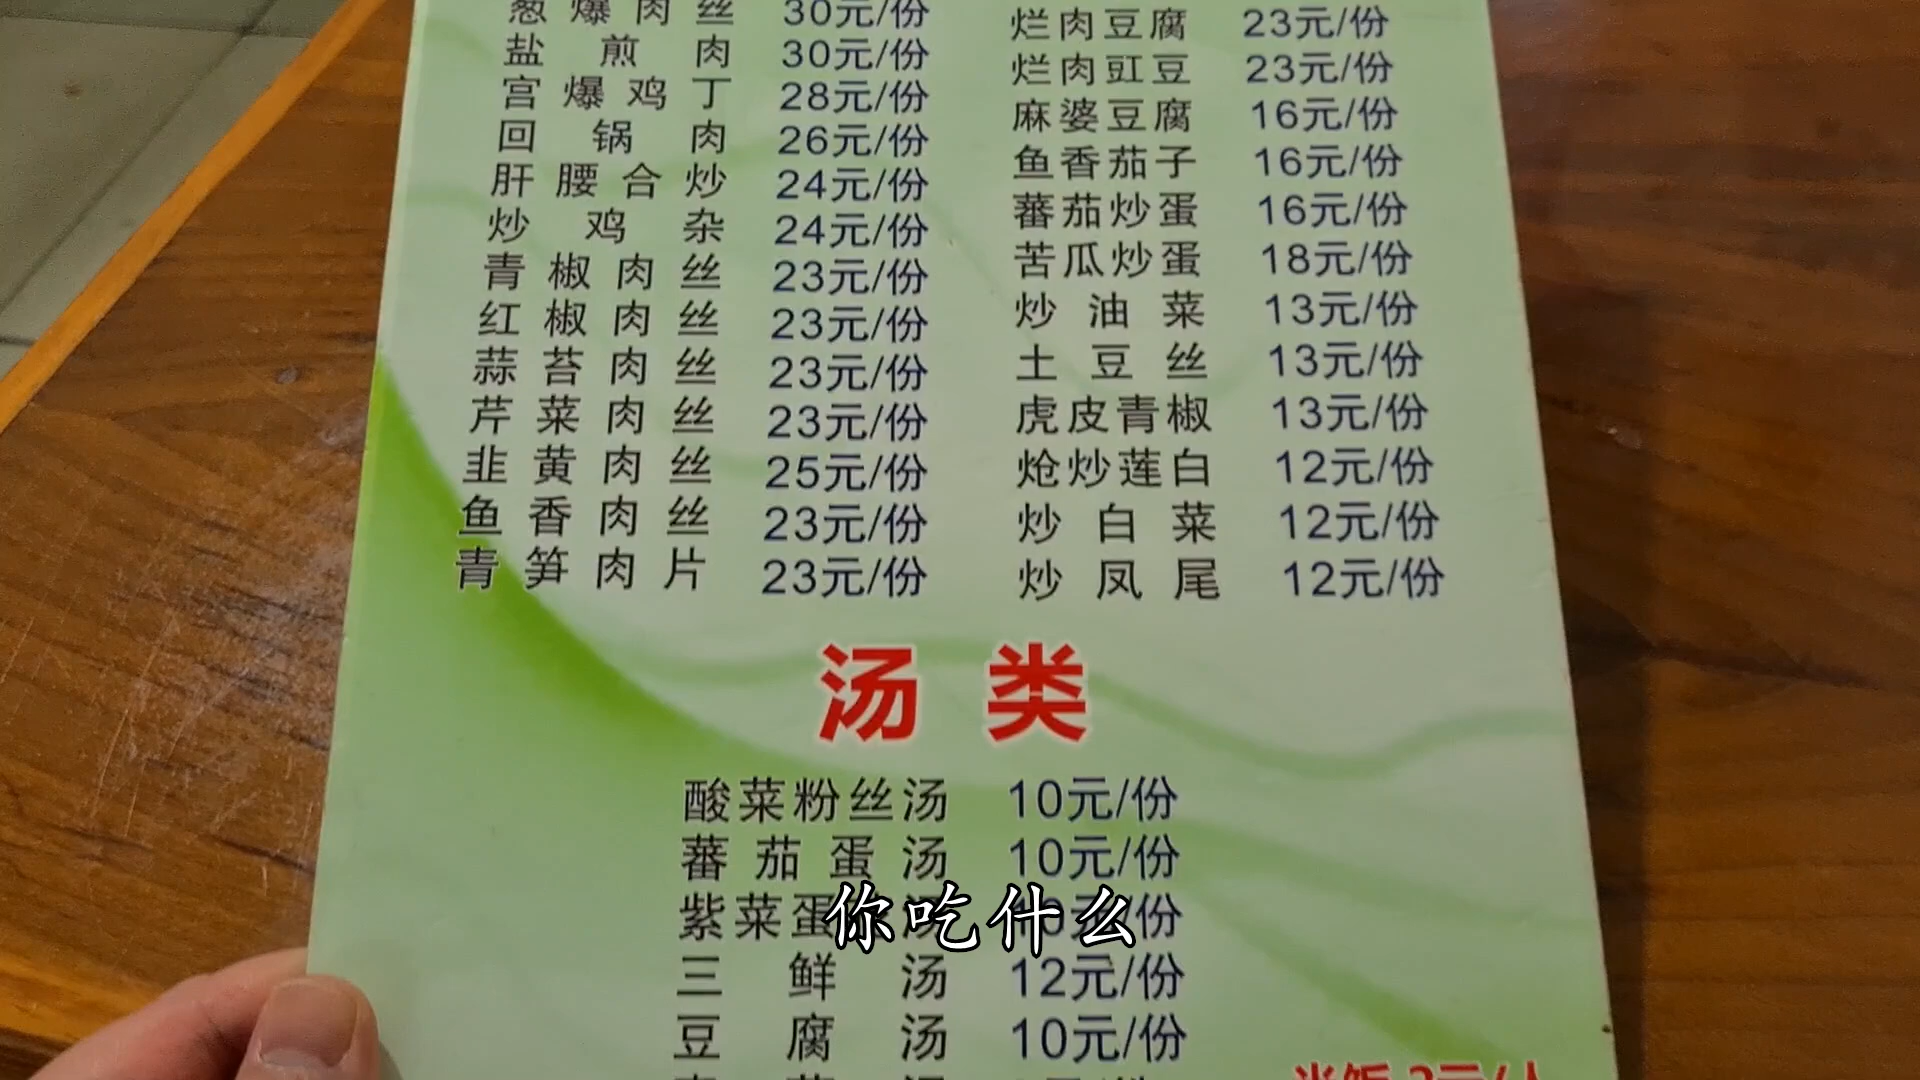 葱爆肉丝 30元/份
盐煎肉 30元/份
宫爆鸡丁 28元/份
回锅肉 26元/份
肝腰合炒 24元/份
炒鸡杂 24元/份
青椒肉丝 23元/份
红椒肉丝 23元/份
蒜苔肉丝 23元/份
芹菜肉丝 23元/份
韭黄肉丝 25元/份
鱼香肉丝 23元/份
青笋肉片 23元/份
烂肉豆腐 23元/份
烂肉豇豆 23元/份
麻婆豆腐 16元/份
鱼香茄子 16元/份
蕃茄炒蛋 16元/份
苦瓜炒蛋 18元/份
炒油菜 13元/份
土豆丝 13元/份
虎皮青椒 13元/份
炝炒莲白 12元/份
炒白菜 12元/份
炒凤尾 12元/份
汤类
酸菜粉丝汤 10元/份
蕃茄蛋汤 10元/份
紫菜蛋汤 10元/份
你吃什么
三鲜汤 12元/份
豆腐汤 10元/份
米饭 2元/人